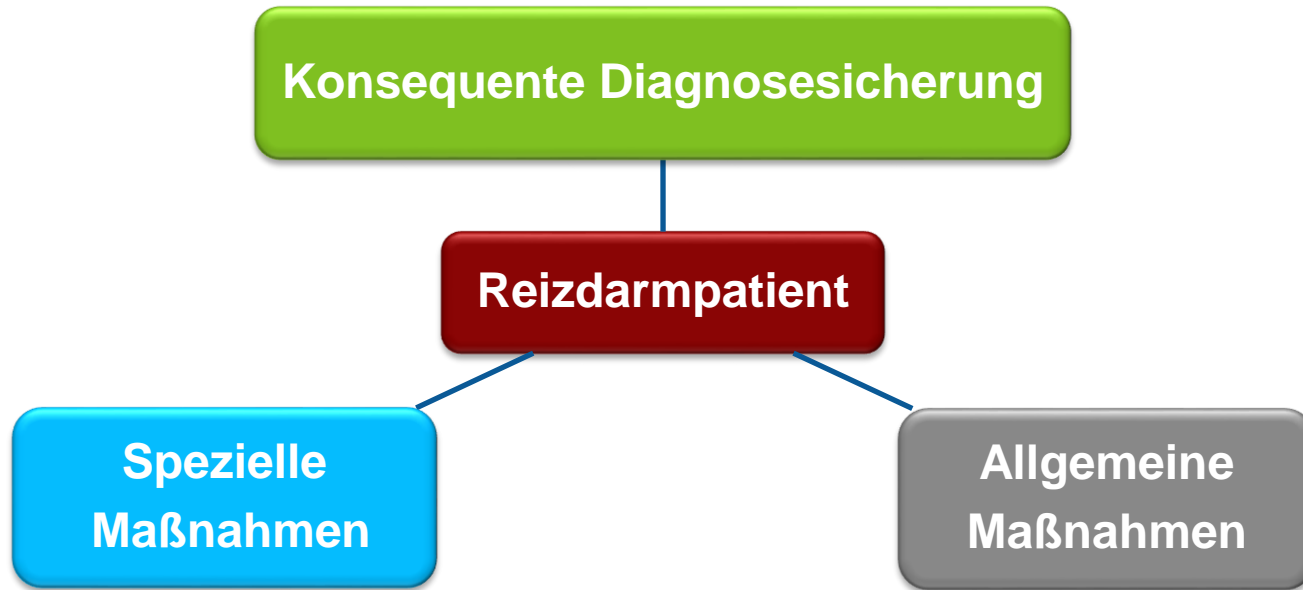 Konsequente Diagnosesicherung
Reizdarmpatient
Spezielle
Maßnahmen
Allgemeine
Maßnahmen